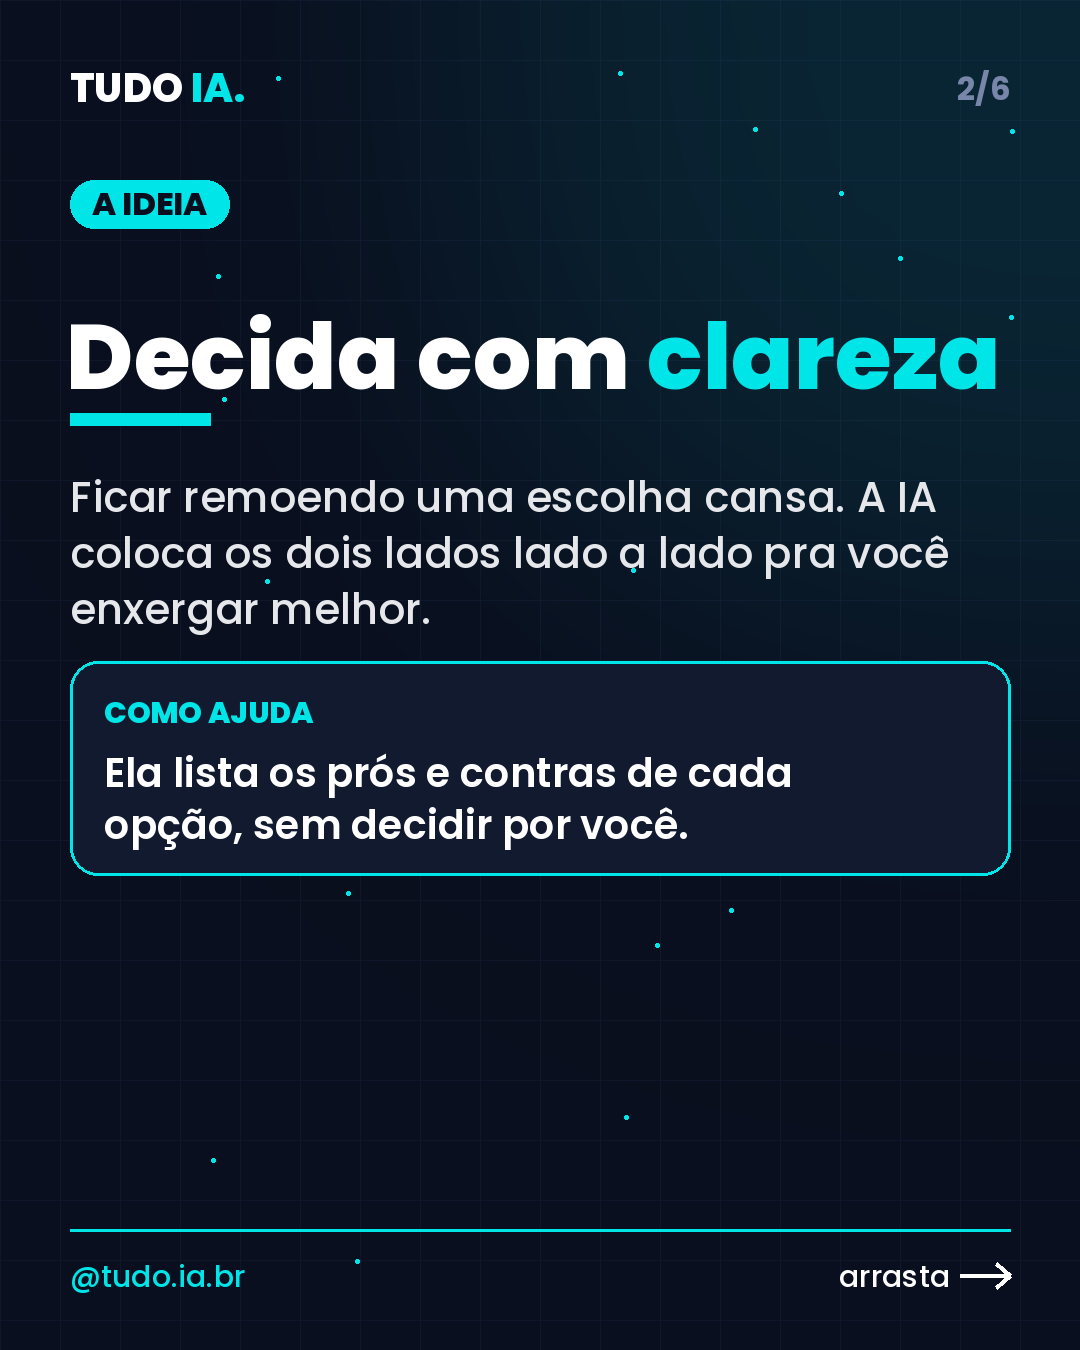 TUDO IA.
2/6
A IDEIA
Decida com clareza
Ficar remoendo uma escolha cansa. A IA
coloca os dois lados lado a lado pra você
enxergar melhor.
COMO AJUDA
Ela lista os prós e contras de cada
opção, sem decidir por você.
@tudo.ia.br
arrasta